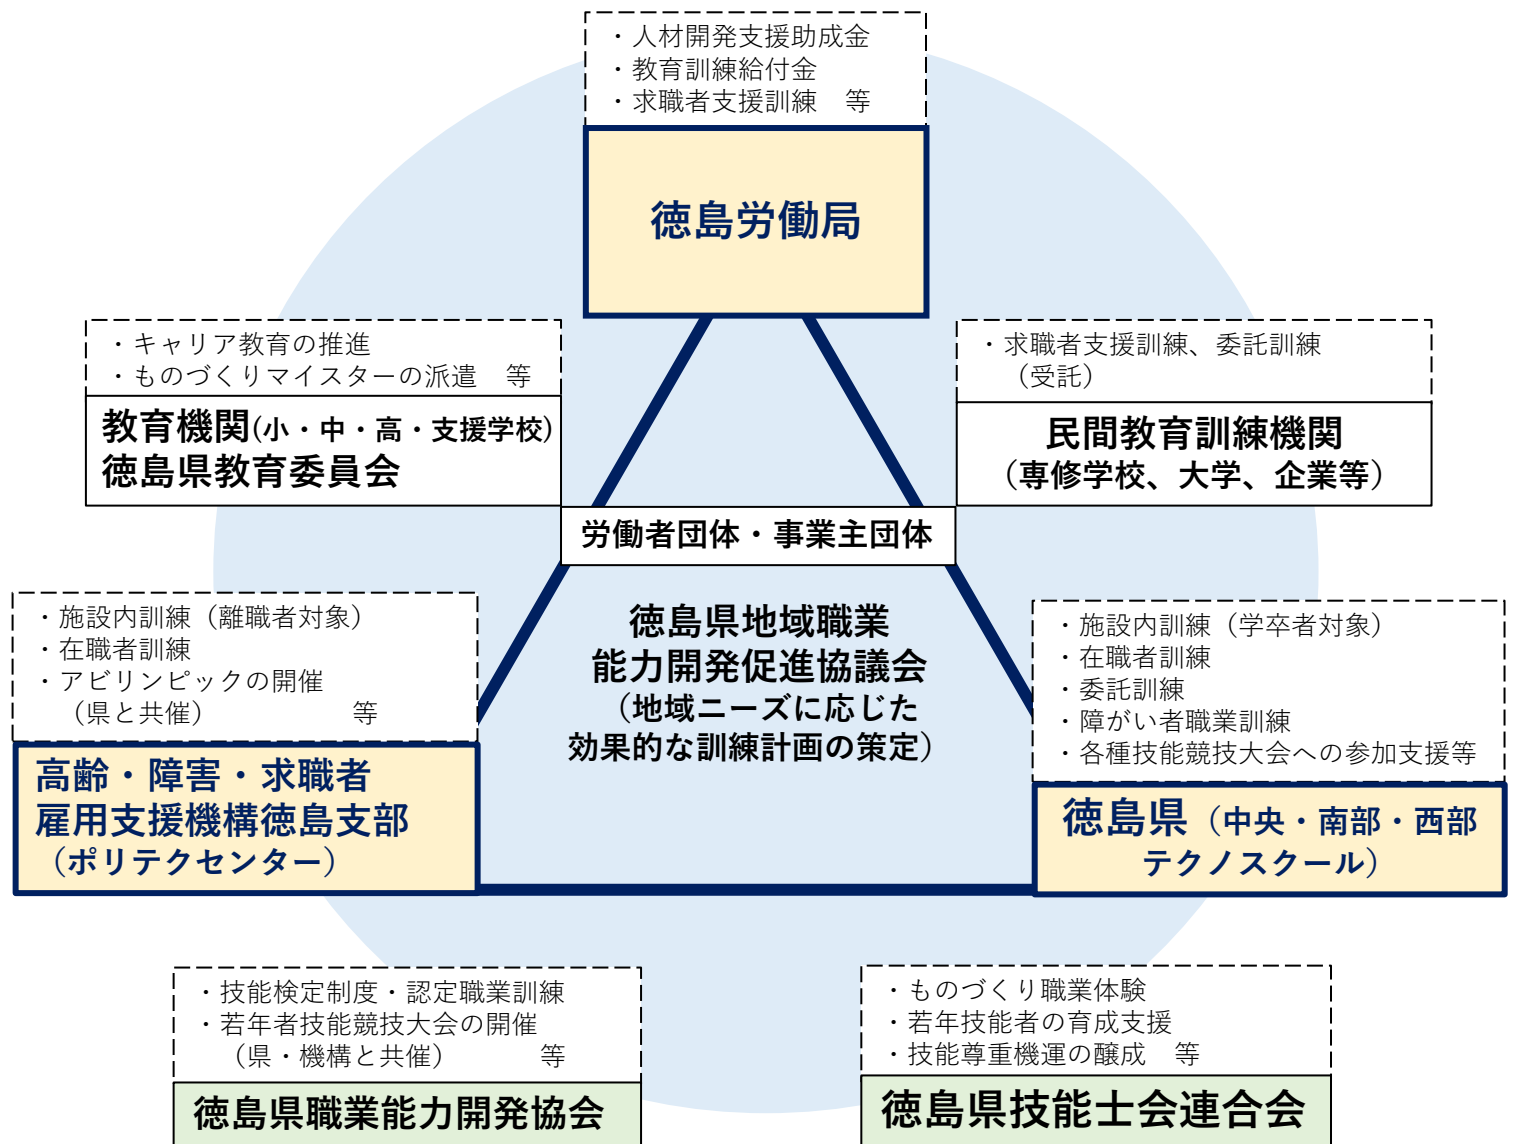 ・人材開発支援助成金
・教育訓練給付金
・求職者支援訓練　等
徳島労働局
・キャリア教育の推進
・ものづくりマイスターの派遣　等
教育機関(小・中・高・支援学校)
徳島県教育委員会
・求職者支援訓練、委託訓練
（受託）
民間教育訓練機関
（専修学校、大学、企業等）
労働者団体・事業主団体
徳島県地域職業
能力開発促進協議会
（地域ニーズに応じた
効果的な訓練計画の策定）
・施設内訓練（離職者対象）
・在職者訓練
・アビリンピックの開催
（県と共催）　　　　　等
高齢・障害・求職者
雇用支援機構徳島支部
（ポリテクセンター）
・施設内訓練（学卒者対象）
・在職者訓練
・委託訓練
・障がい者職業訓練
・各種技能競技大会への参加支援等
徳島県（中央・南部・西部
テクノスクール）
・技能検定制度・認定職業訓練
・若年者技能競技大会の開催
（県・機構と共催）　　　等
徳島県職業能力開発協会
・ものづくり職業体験
・若年技能者の育成支援
・技能尊重機運の醸成　等
徳島県技能士会連合会